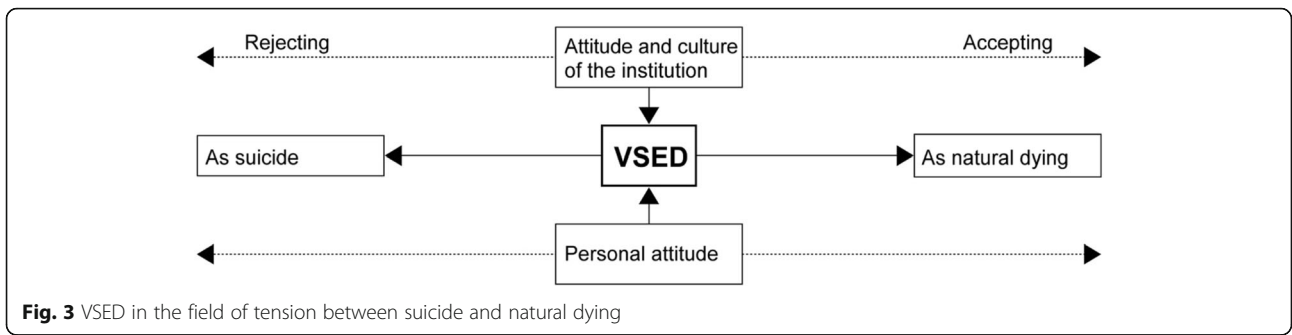 Rejecting
Attitude and culture
of the institution
Accepting
As suicide
VSED
As natural dying
Personal attitude
Fig. 3 VSED in the field of tension between suicide and natural dying